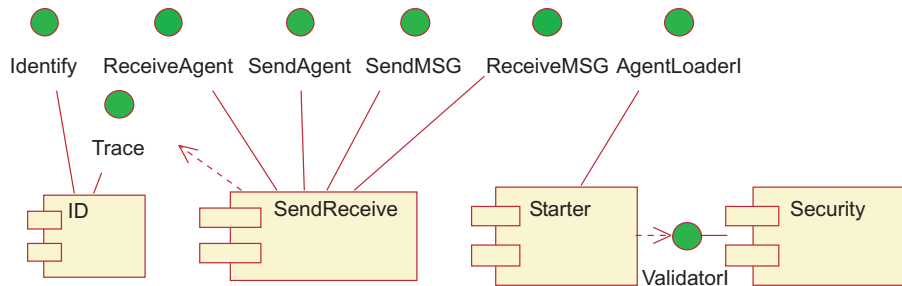 Identify ReceiveAgent SendAgent SendMSG ReceiveMSG AgentLoaderI
Trace
ID SendReceive Starter Security
ValidatorI